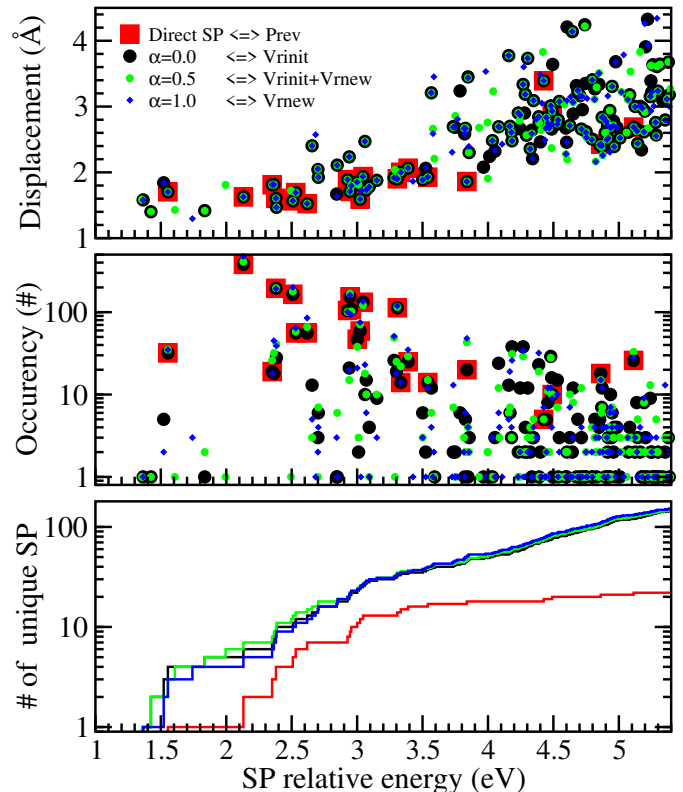 Displacement (Å)
4
3
2
1
Direct SP <=> Prev
α=0.0 <=> Vrinit
α=0.5 <=> Vrinit+Vrnew
α=1.0 <=> Vrnew
Occurency (#)
100
10
1
# of unique SP
100
10
1
1 1.5 2 2.5 3 3.5 4 4.5 5
SP relative energy (eV)